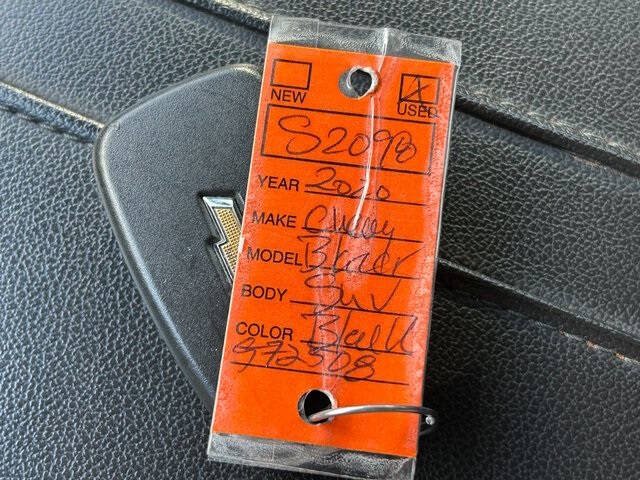 NEW USED
S2098
YEAR 2020
MAKE Chevy
MODEL Blazer
BODY Suv
COLOR Black
572508